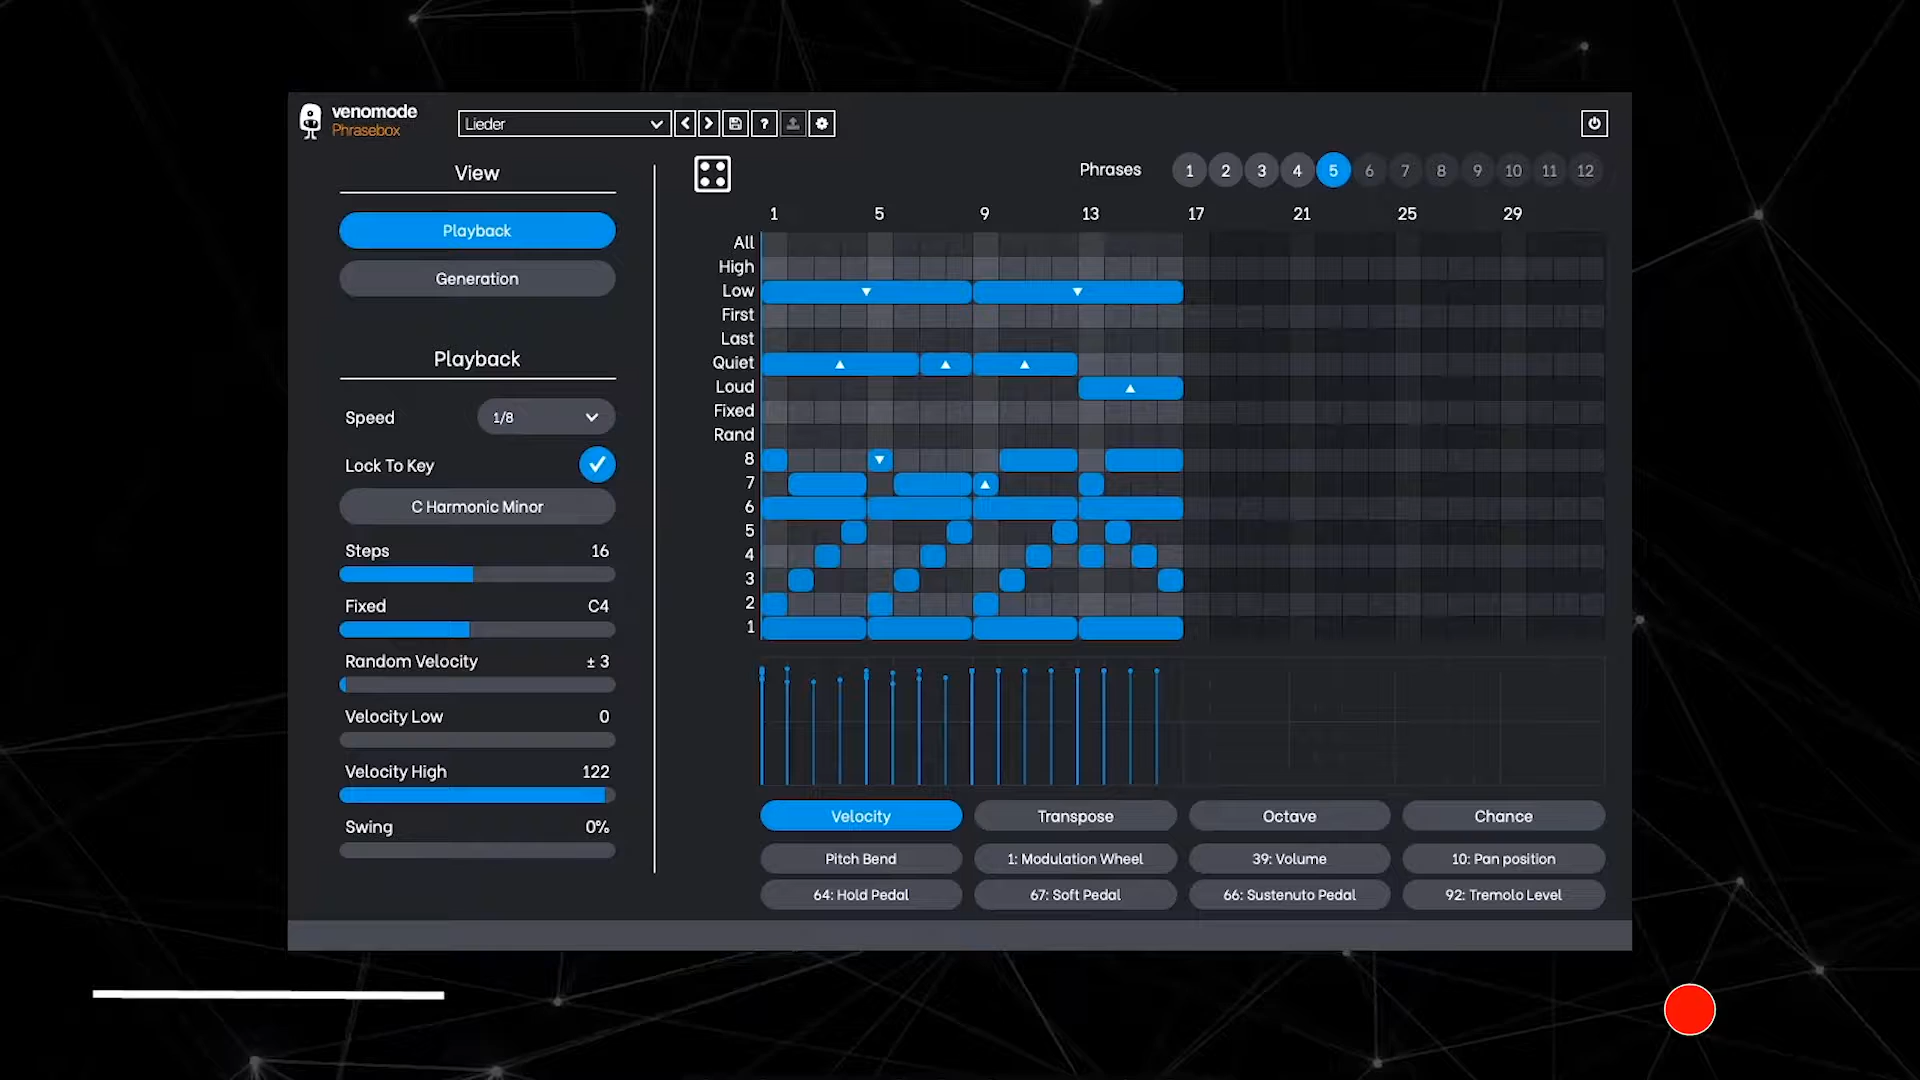 venomode
Phrasebox
Lieder
?
View
Playback
Generation
Playback
Speed
1/8
Lock To Key
C Harmonic Minor
Steps
16
Fixed
C4
Random Velocity
± 3
Velocity Low
0
Velocity High
122
Swing
0%
Phrases
1 2 3 4 5 6 7 8 9 10 11 12
1 5 9 13 17 21 25 29
All
High
Low
First
Last
Quiet
Loud
Fixed
Rand
8
7
6
5
4
3
2
1
Velocity Transpose Octave Chance
Pitch Bend 1: Modulation Wheel 39: Volume 10: Pan position
64: Hold Pedal 67: Soft Pedal 66: Sustenuto Pedal 92: Tremolo Level